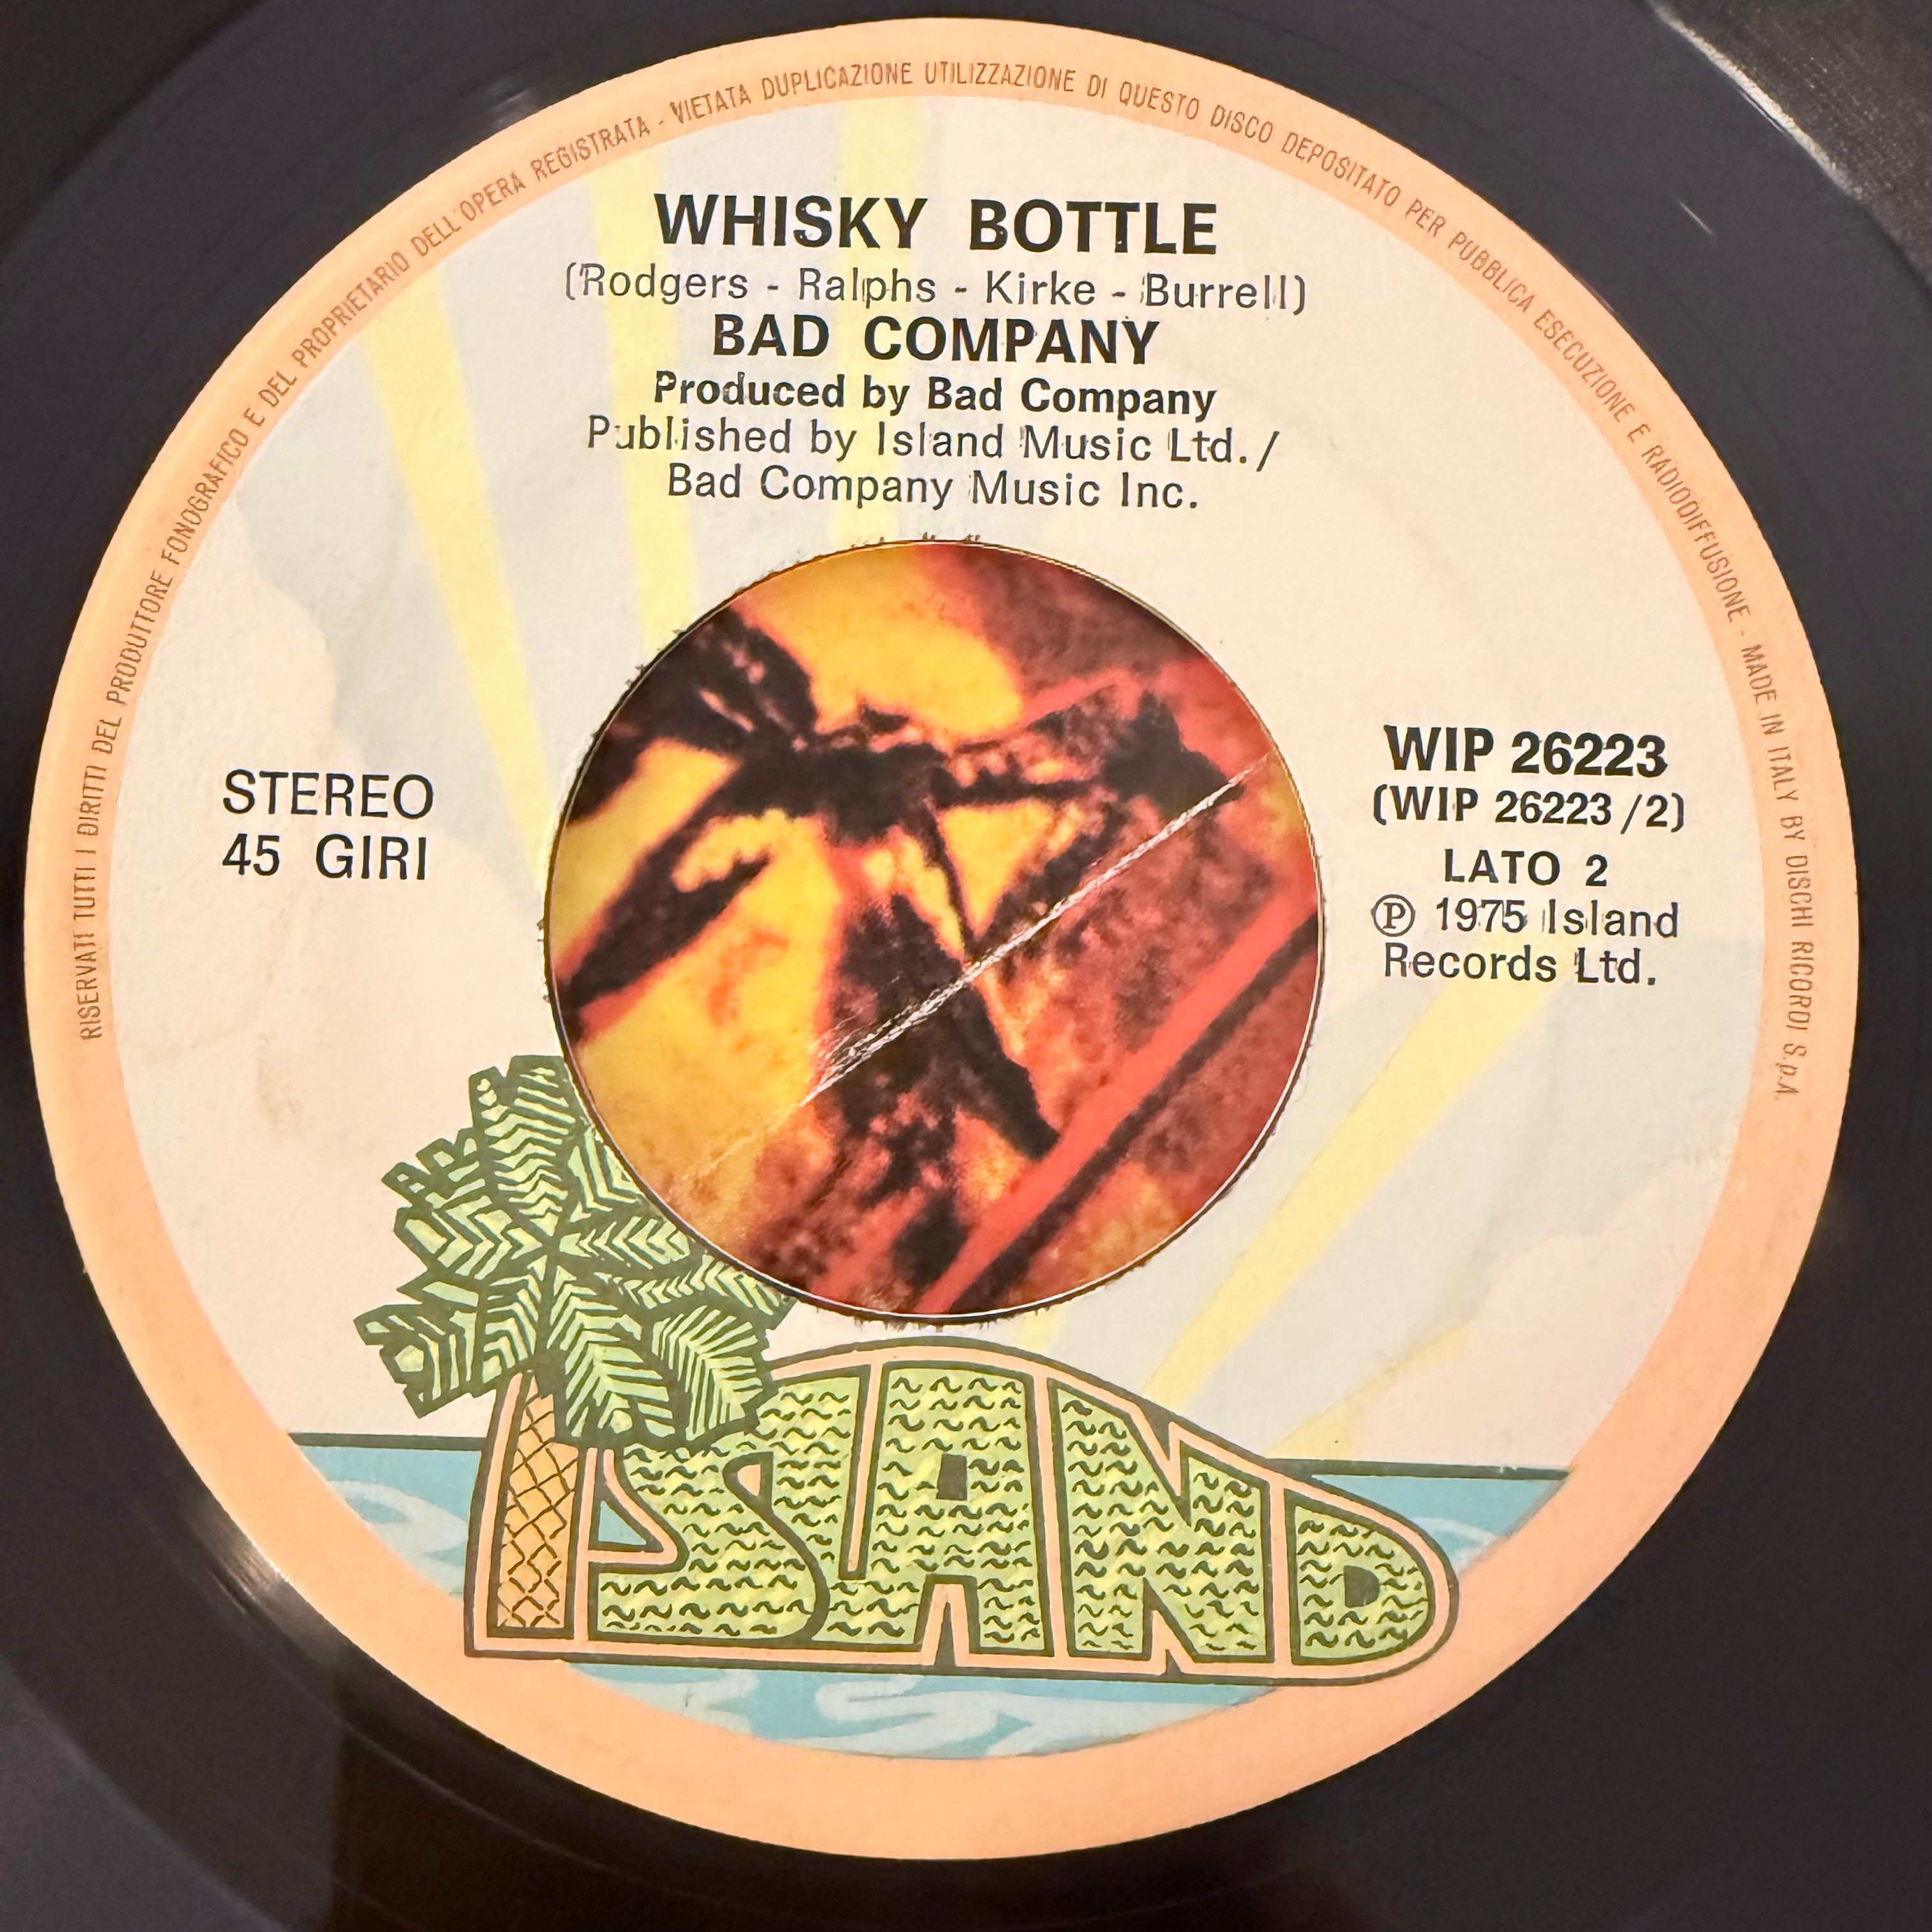 RISERVATI TUTTI I DIRITTI DEL PRODUTTORE FONOGRAFICO E DEL PROPRIETARIO DELL'OPERA REGISTRATA - VIETATA DUPLICAZIONE UTILIZZAZIONE DI QUESTO DISCO DEPOSITATO PER PUBBLICA ESECUZIONE E RADIODIFFUSIONE - MADE IN ITALY BY DISCHI RICORDI S.p.A
WHISKY BOTTLE
(Rodgers - Ralphs - Kirke - Burrell)
BAD COMPANY
Produced by Bad Company
Published by Island Music Ltd./
Bad Company Music Inc.
STEREO
45 GIRI
WIP 26223
(WIP 26223/2)
LATO 2
Ⓟ 1975 Island
Records Ltd.
ISLAND